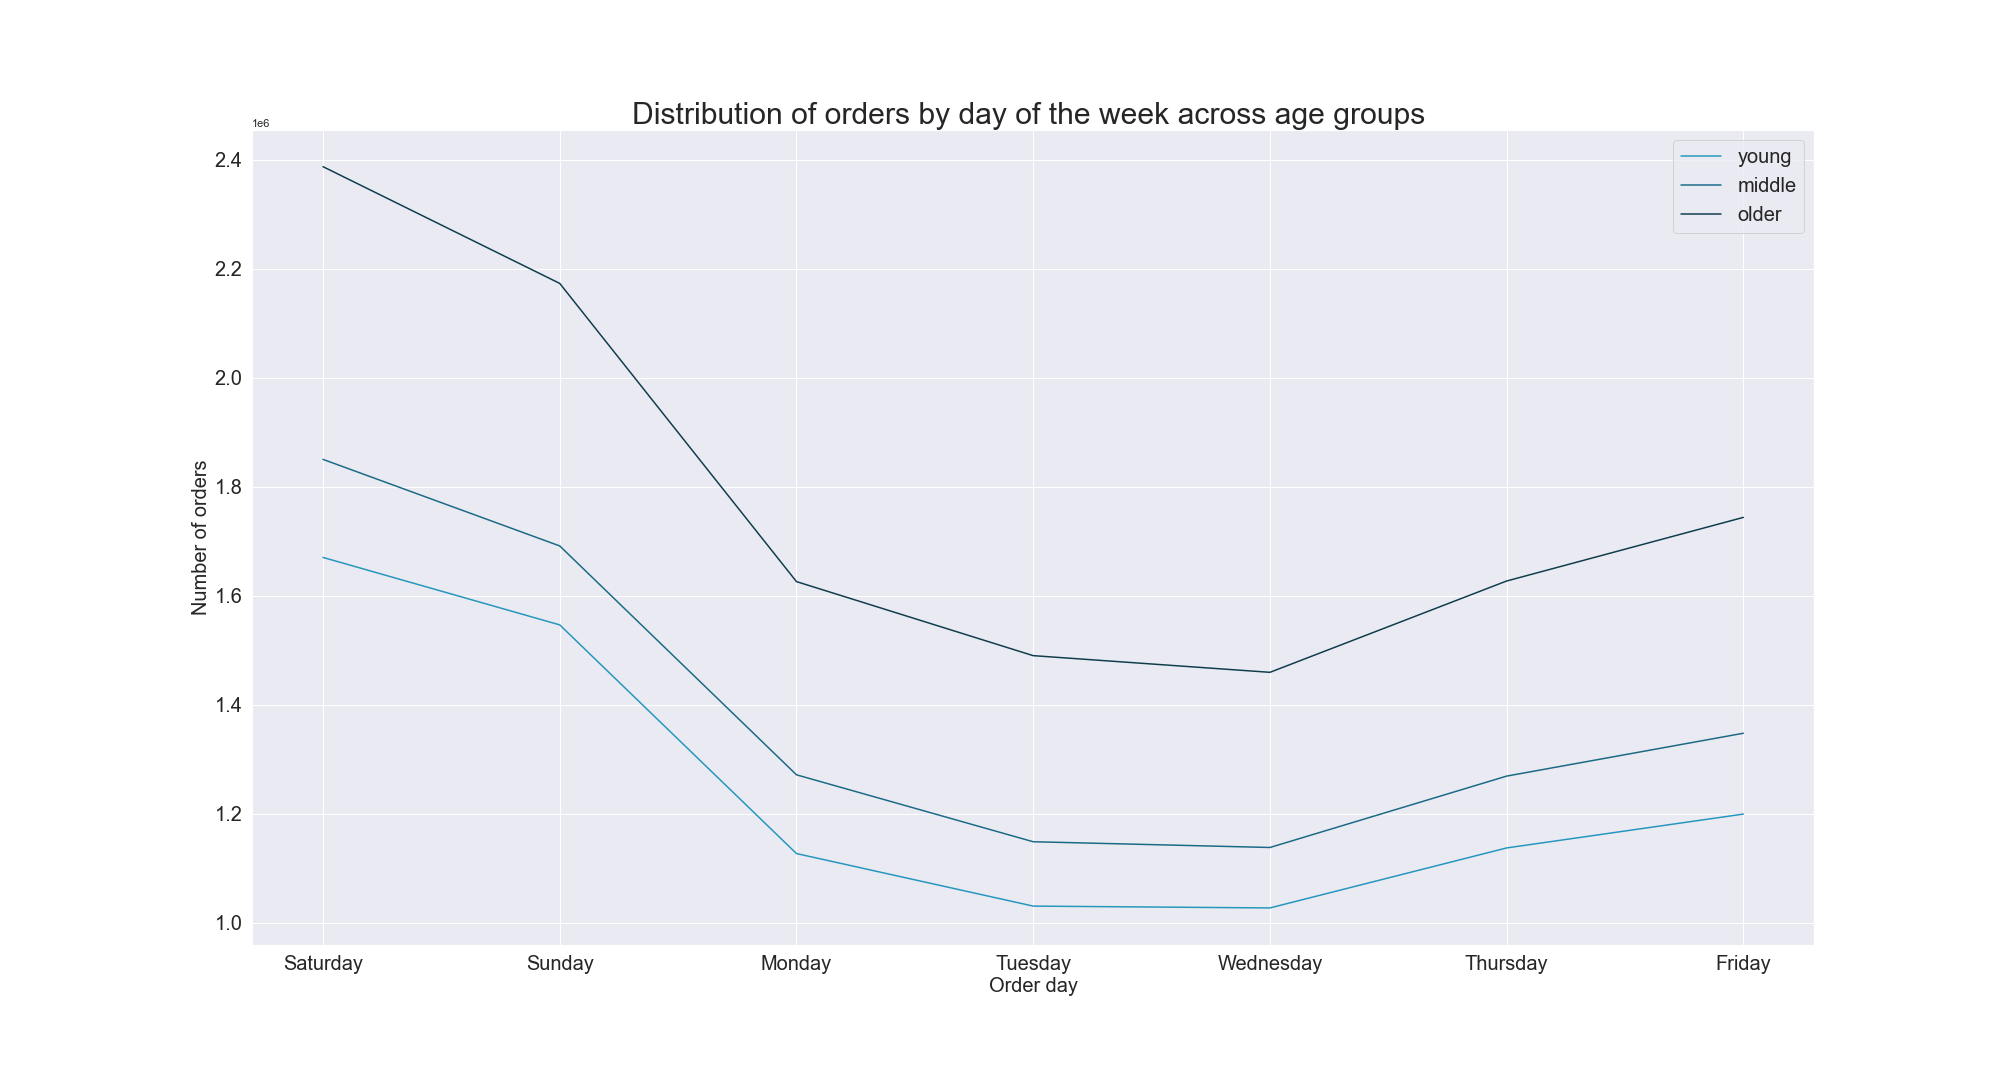 Distribution of orders by day of the week across age groups
1e6
2.4
2.2
2.0
1.8
1.6
1.4
1.2
1.0
Number of orders
young
middle
older
Saturday Sunday Monday Tuesday Wednesday Thursday Friday
Order day